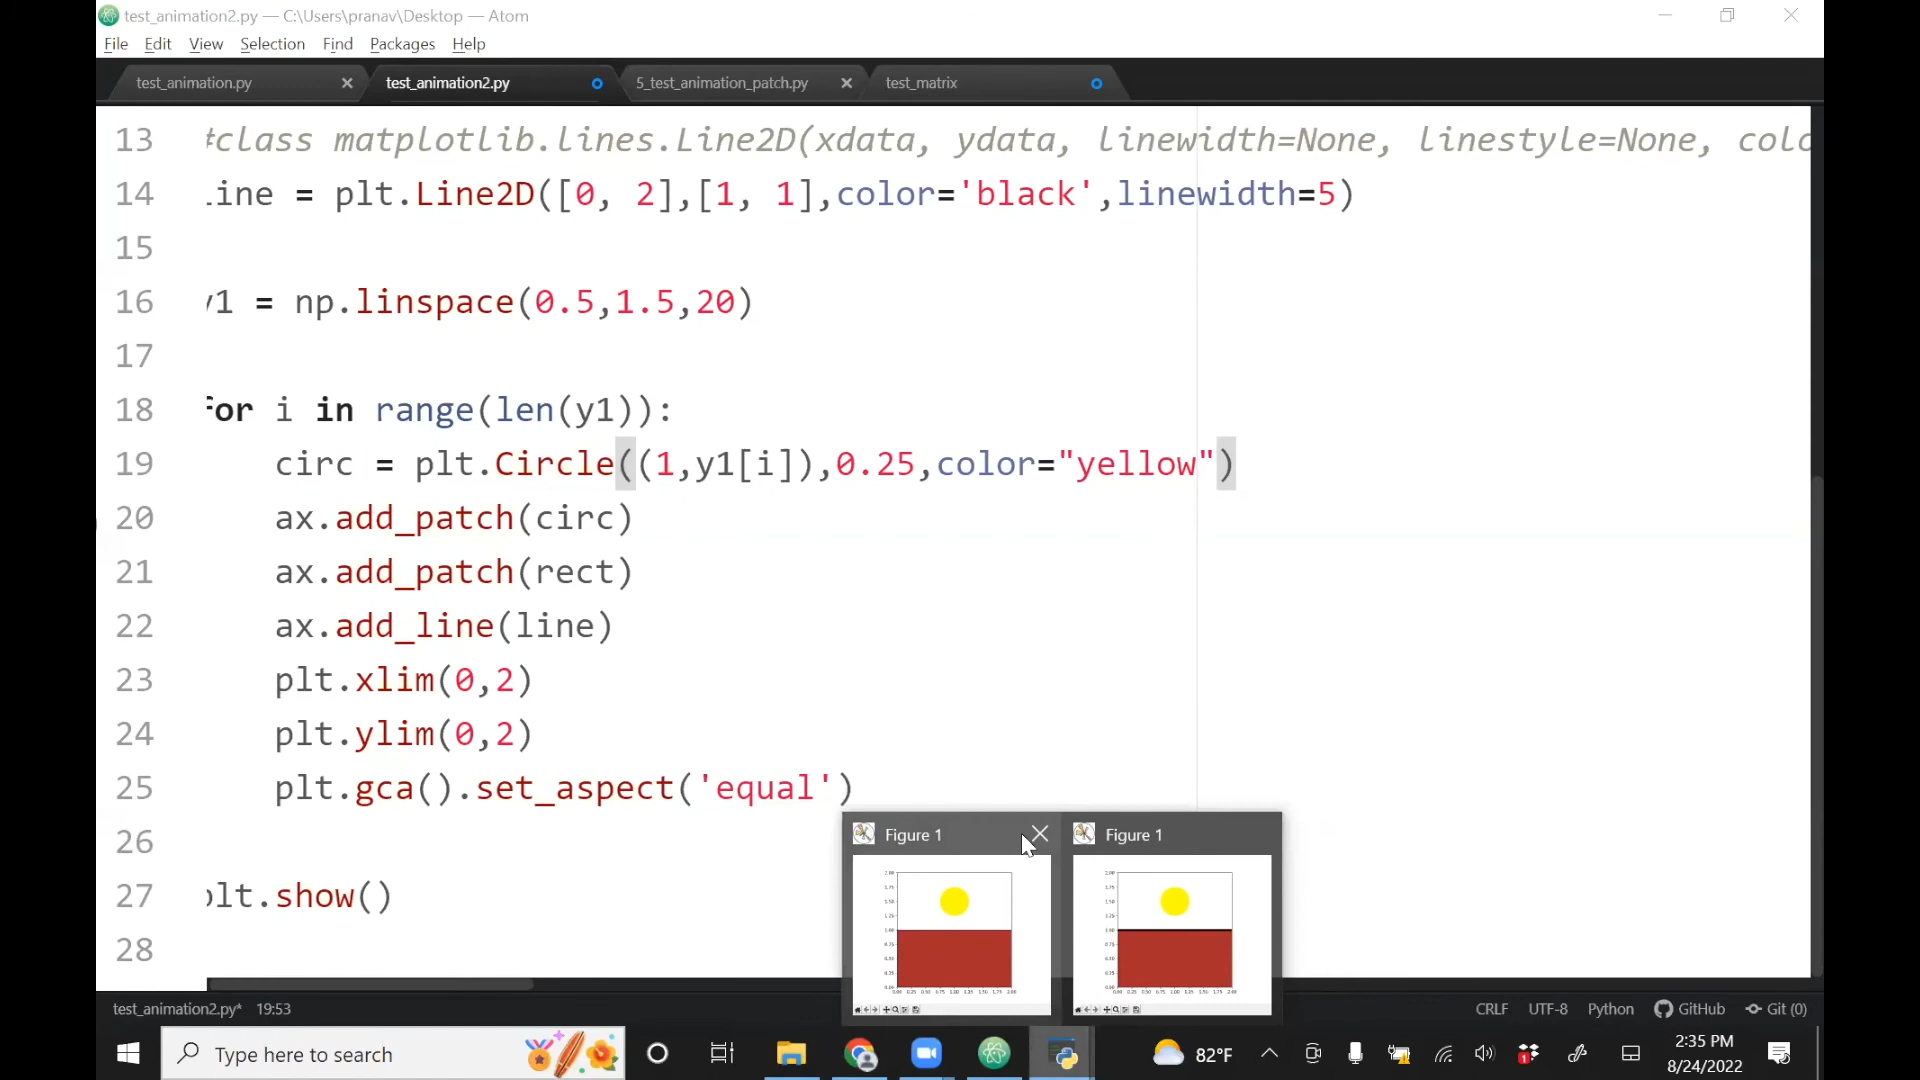 test_animation2.py — C:\Users\pranav\Desktop — Atom
File Edit View Selection Find Packages Help
test_animation.py test_animation2.py 5_test_animation_patch.py test_matrix
13 #class matplotlib.lines.Line2D(xdata, ydata, linewidth=None, linestyle=None, colo
14 ine = plt.Line2D([0, 2],[1, 1],color='black',linewidth=5)
15
16 y1 = np.linspace(0.5,1.5,20)
17
18 for i in range(len(y1)):
19 circ = plt.Circle((1,y1[i]),0.25,color="yellow")
20 ax.add_patch(circ)
21 ax.add_patch(rect)
22 ax.add_line(line)
23 plt.xlim(0,2)
24 plt.ylim(0,2)
25 plt.gca().set_aspect('equal')
26
27 plt.show()
28
Figure 1 Figure 1
test_animation2.py* 19:53 CRLF UTF-8 Python GitHub Git (0)
Type here to search 82°F 1 2:35 PM
8/24/2022